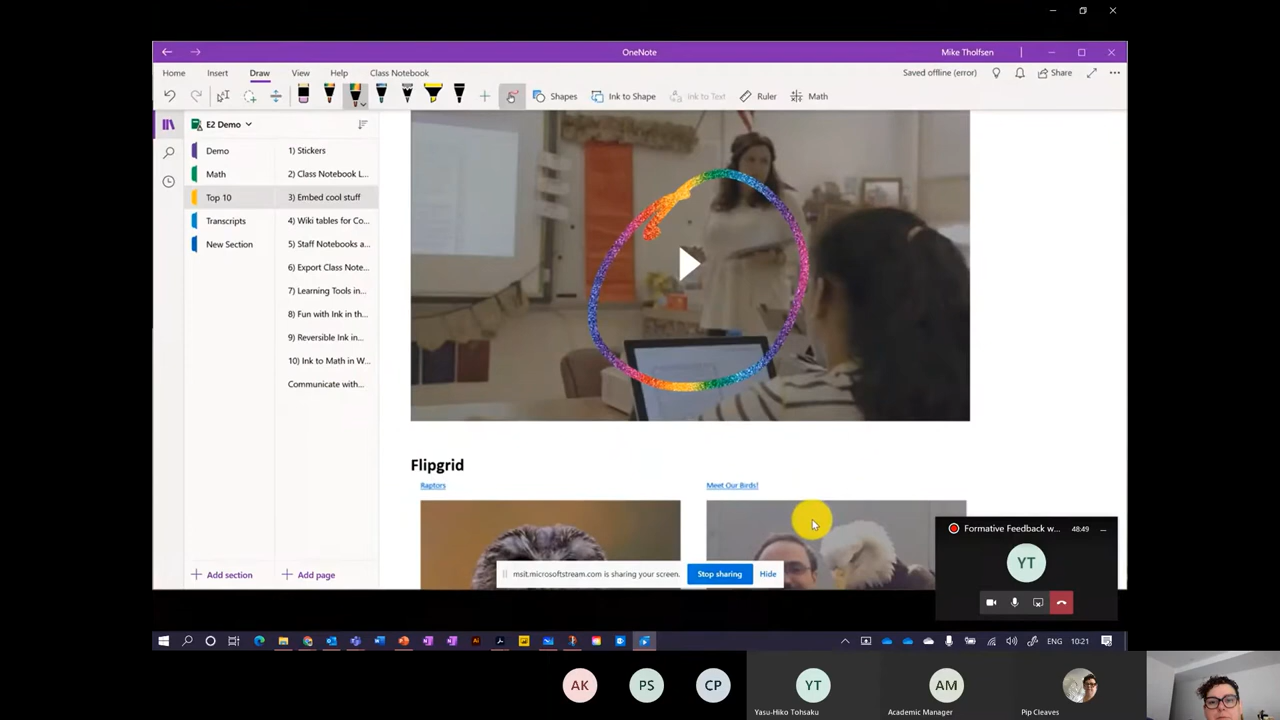 OneNote
Mike Tholfsen
Home
Insert
Draw
View
Help
Class Notebook
Saved offline (error)
Share
Shapes
Ink to Shape
Ink to Text
Ruler
Math
E2 Demo
Demo
Math
Top 10
Transcripts
New Section
1) Stickers
2) Class Notebook L...
3) Embed cool stuff
4) Wiki tables for Co...
5) Staff Notebooks a...
6) Export Class Note...
7) Learning Tools in...
8) Fun with Ink in th...
9) Reversible Ink in...
10) Ink to Math in W...
Communicate with...
Flipgrid
Raptors
Meet Our Birds!
Add section
Add page
msit.microsoftstream.com is sharing your screen.
Stop sharing
Hide
Formative Feedback w...
48:49
YT
ENG
10:21
AK
PS
CP
YT
AM
Yasu-Hiko Tohsaku
Academic Manager
Pip Cleaves